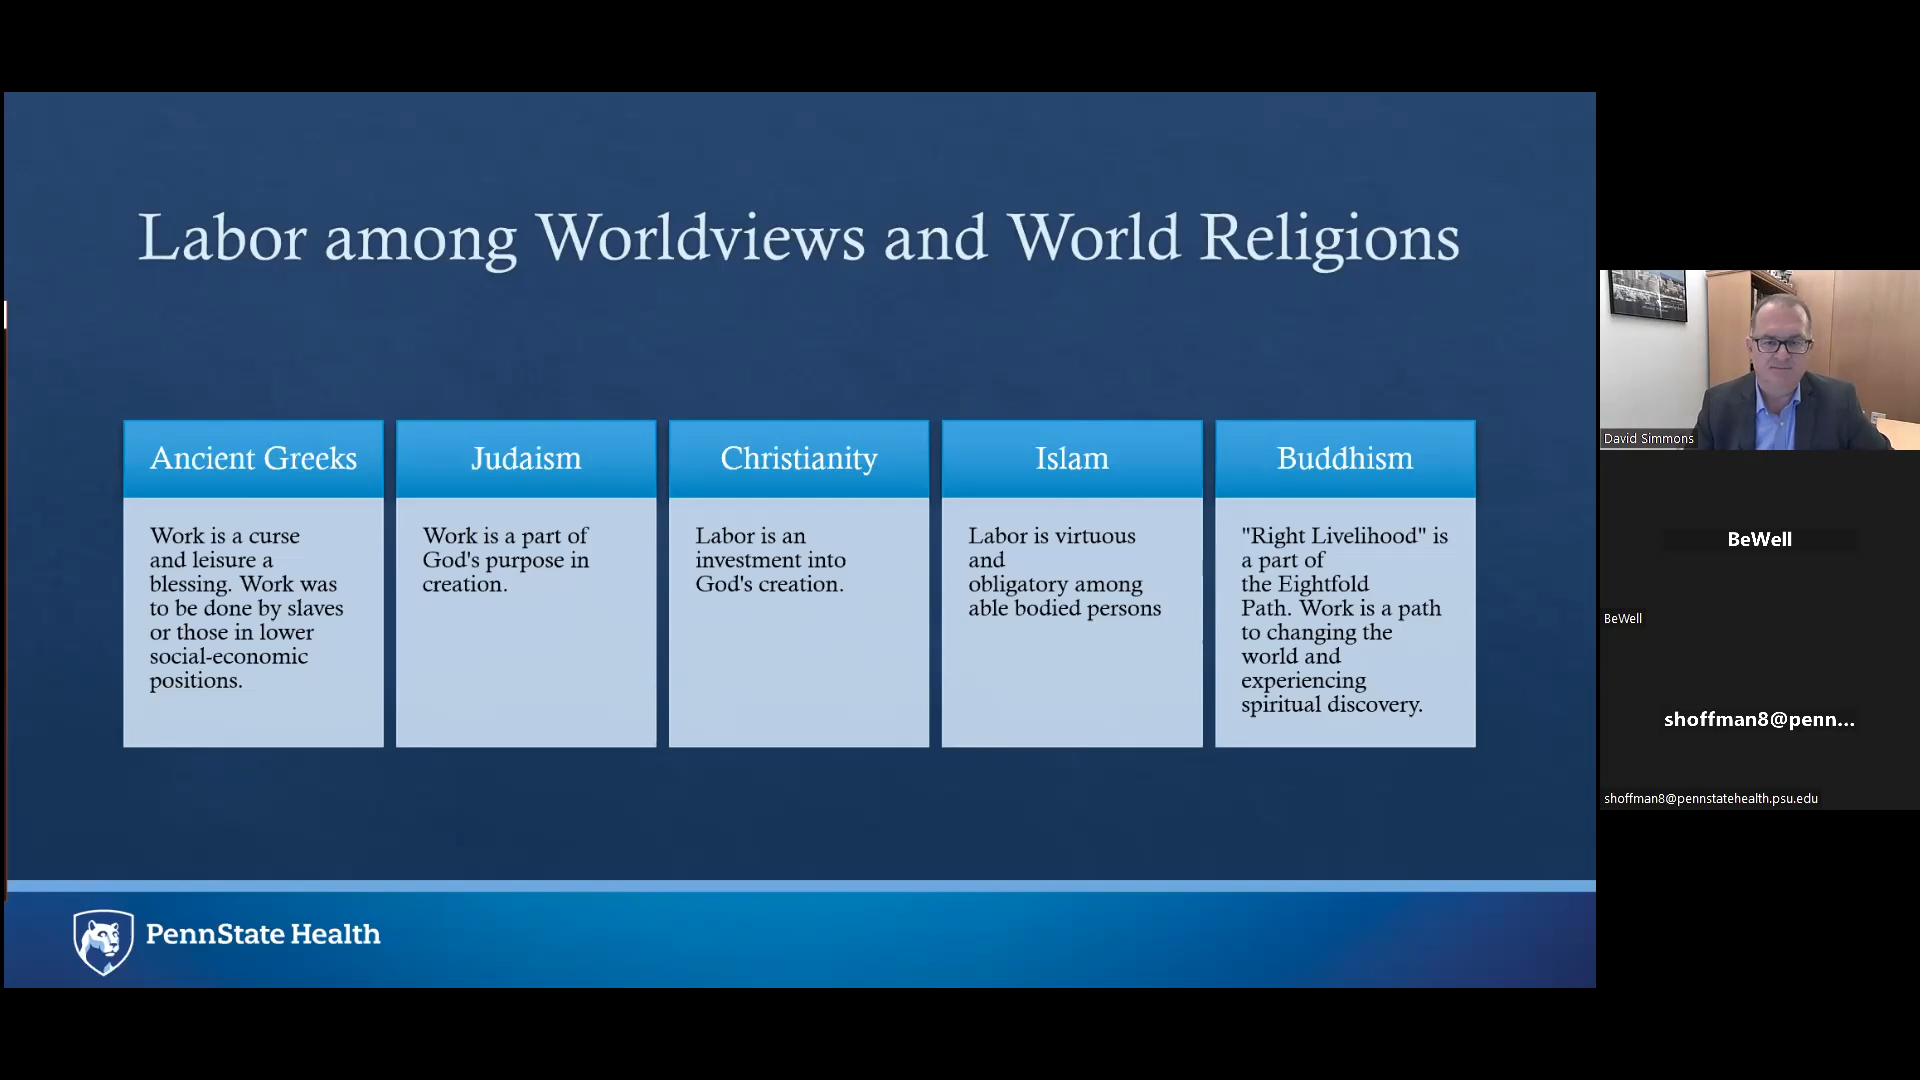 Labor among Worldviews and World Religions
Ancient Greeks
Work is a curse
and leisure a
blessing. Work was
to be done by slaves
or those in lower
social-economic
positions.
Judaism
Work is a part of
God's purpose in
creation.
Christianity
Labor is an
investment into
God's creation.
Islam
Labor is virtuous
and
obligatory among
able bodied persons
Buddhism
"Right Livelihood" is
a part of
the Eightfold
Path. Work is a path
to changing the
world and
experiencing
spiritual discovery.
PennState Health
David Simmons
BeWell
BeWell
shoffman8@penn...
shoffman8@pennstatehealth.psu.edu